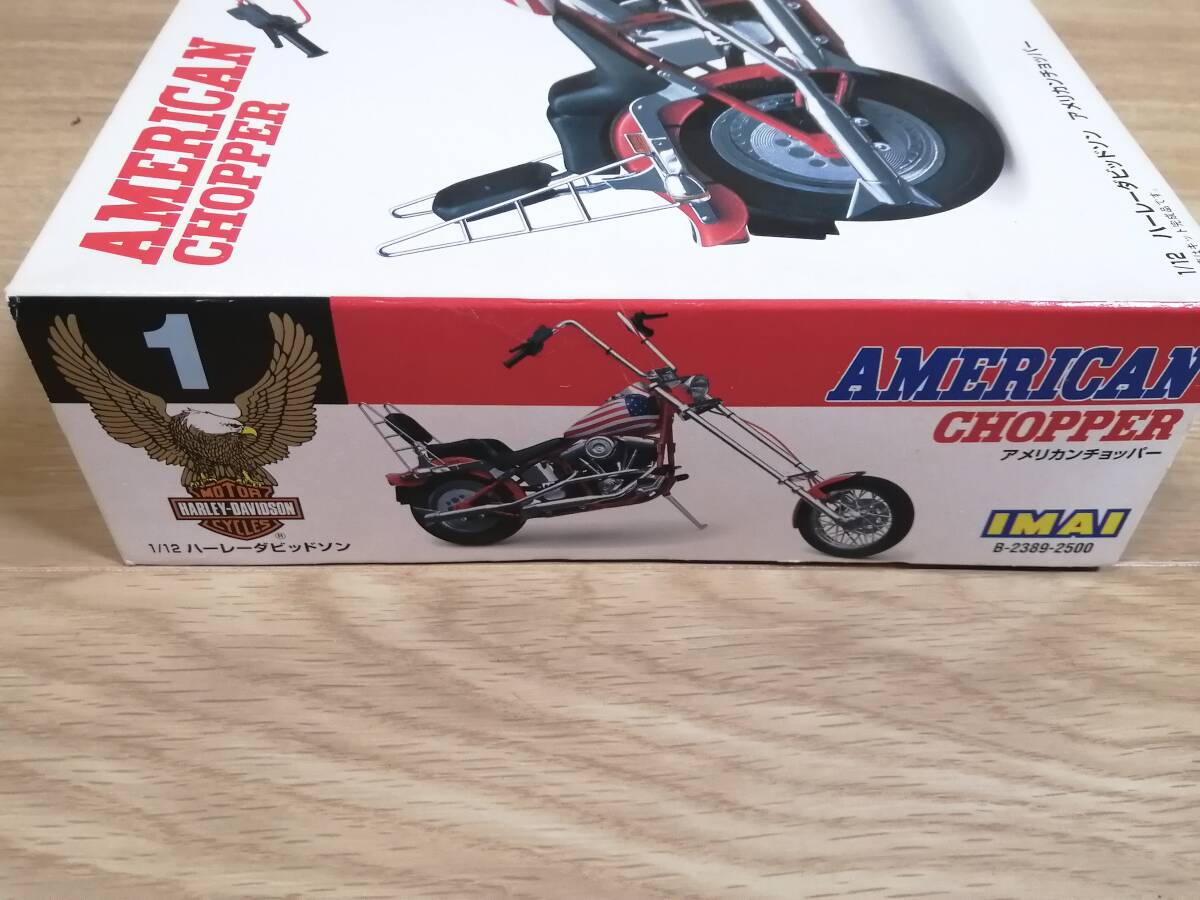 AMERICAN
CHOPPER
1/12 ハーレーダビッドソン アメリカンチョッパー
1
MOTOR
HARLEY-DAVIDSON
CYCLES
®
1/12 ハーレーダビッドソン
AMERICAN
CHOPPER
アメリカンチョッパー
IMAI
B-2389-2500